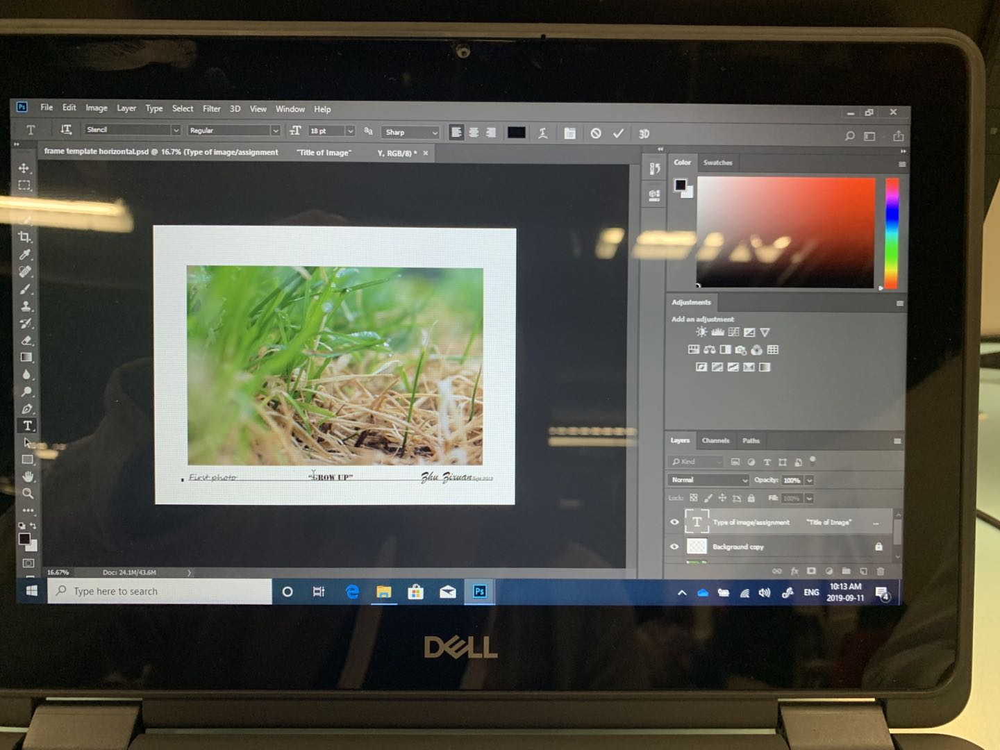 Ps File Edit Image Layer Type Select Filter 3D View Window Help
T Stencil Regular 18 pt Sharp 3D
frame template horizontal.psd @ 16.7% (Type of image/assignment "Title of Image" Y, RGB/8) * ×
Color Swatches
Adjustments
Add an adjustment
First photo "GROW UP" Zhu Zixuan
Layers Channels Paths
Kind
Normal Opacity: 100%
Lock: Fill: 100%
Type of image/assignment "Title of Image" ...
Background copy
16.67% Doc: 24.1M/43.6M
Type here to search
Ps
ENG
10:13 AM
2019-09-11
4
DELL